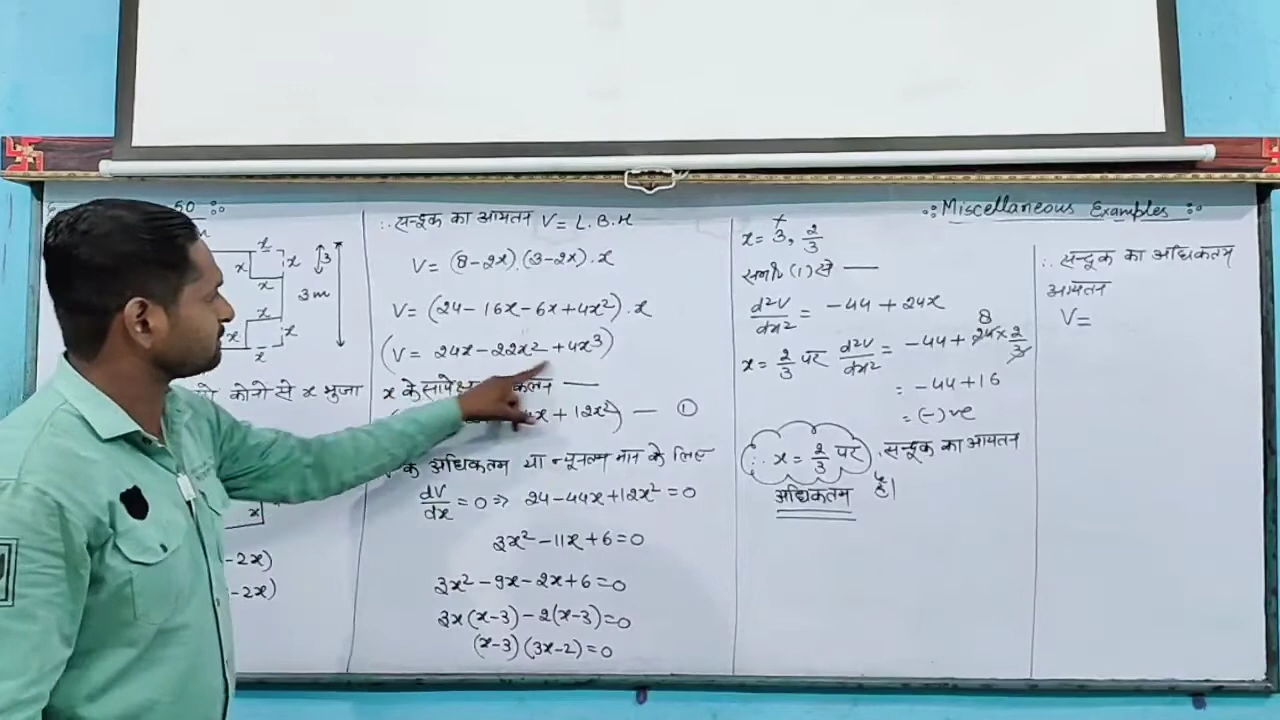 50 :
x
x
x
3
3m
x
x
x
x
कोनो से x भुजा
x
-2x)
-2x)
∴ सन्दूक का आयतन V = L.B.H
V = (8-2x).(3-2x).x
V = (24-16x-6x+4x²).x
(V = 24x-22x²+4x³)
x के सापेक्ष कलन —
4x+12x²) — ①
के अधिकतम या न्यूनतम मान के लिए
dV/dx = 0 ⇒ 24-44x+12x² = 0
3x²-11x+6=0
3x²-9x-2x+6=0
3x(x-3)-2(x-3)=0
(x-3)(3x-2)=0
x = 3, 2/3
समी० (1) से —
d²V/dx² = -44+24x
x = 2/3 पर d²V/dx² = -44+24×2/3
8
= -44+16
= (-)ve
∴ x = 2/3 पर सन्दूक का आयतन
अधिकतम है।
:Miscellaneous Examples :
∴ सन्दूक का अधिकतम
आयतन
V=